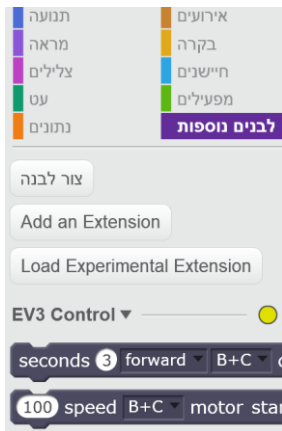 אירועים תנועה
בקרה מראה
חיישנים צלילים
מפעילים עט
לבנים נוספות נתונים
צור לבנה
Add an Extension
Load Experimental Extension
EV3 Control
seconds 3 forward B+C
100 speed B+C motor